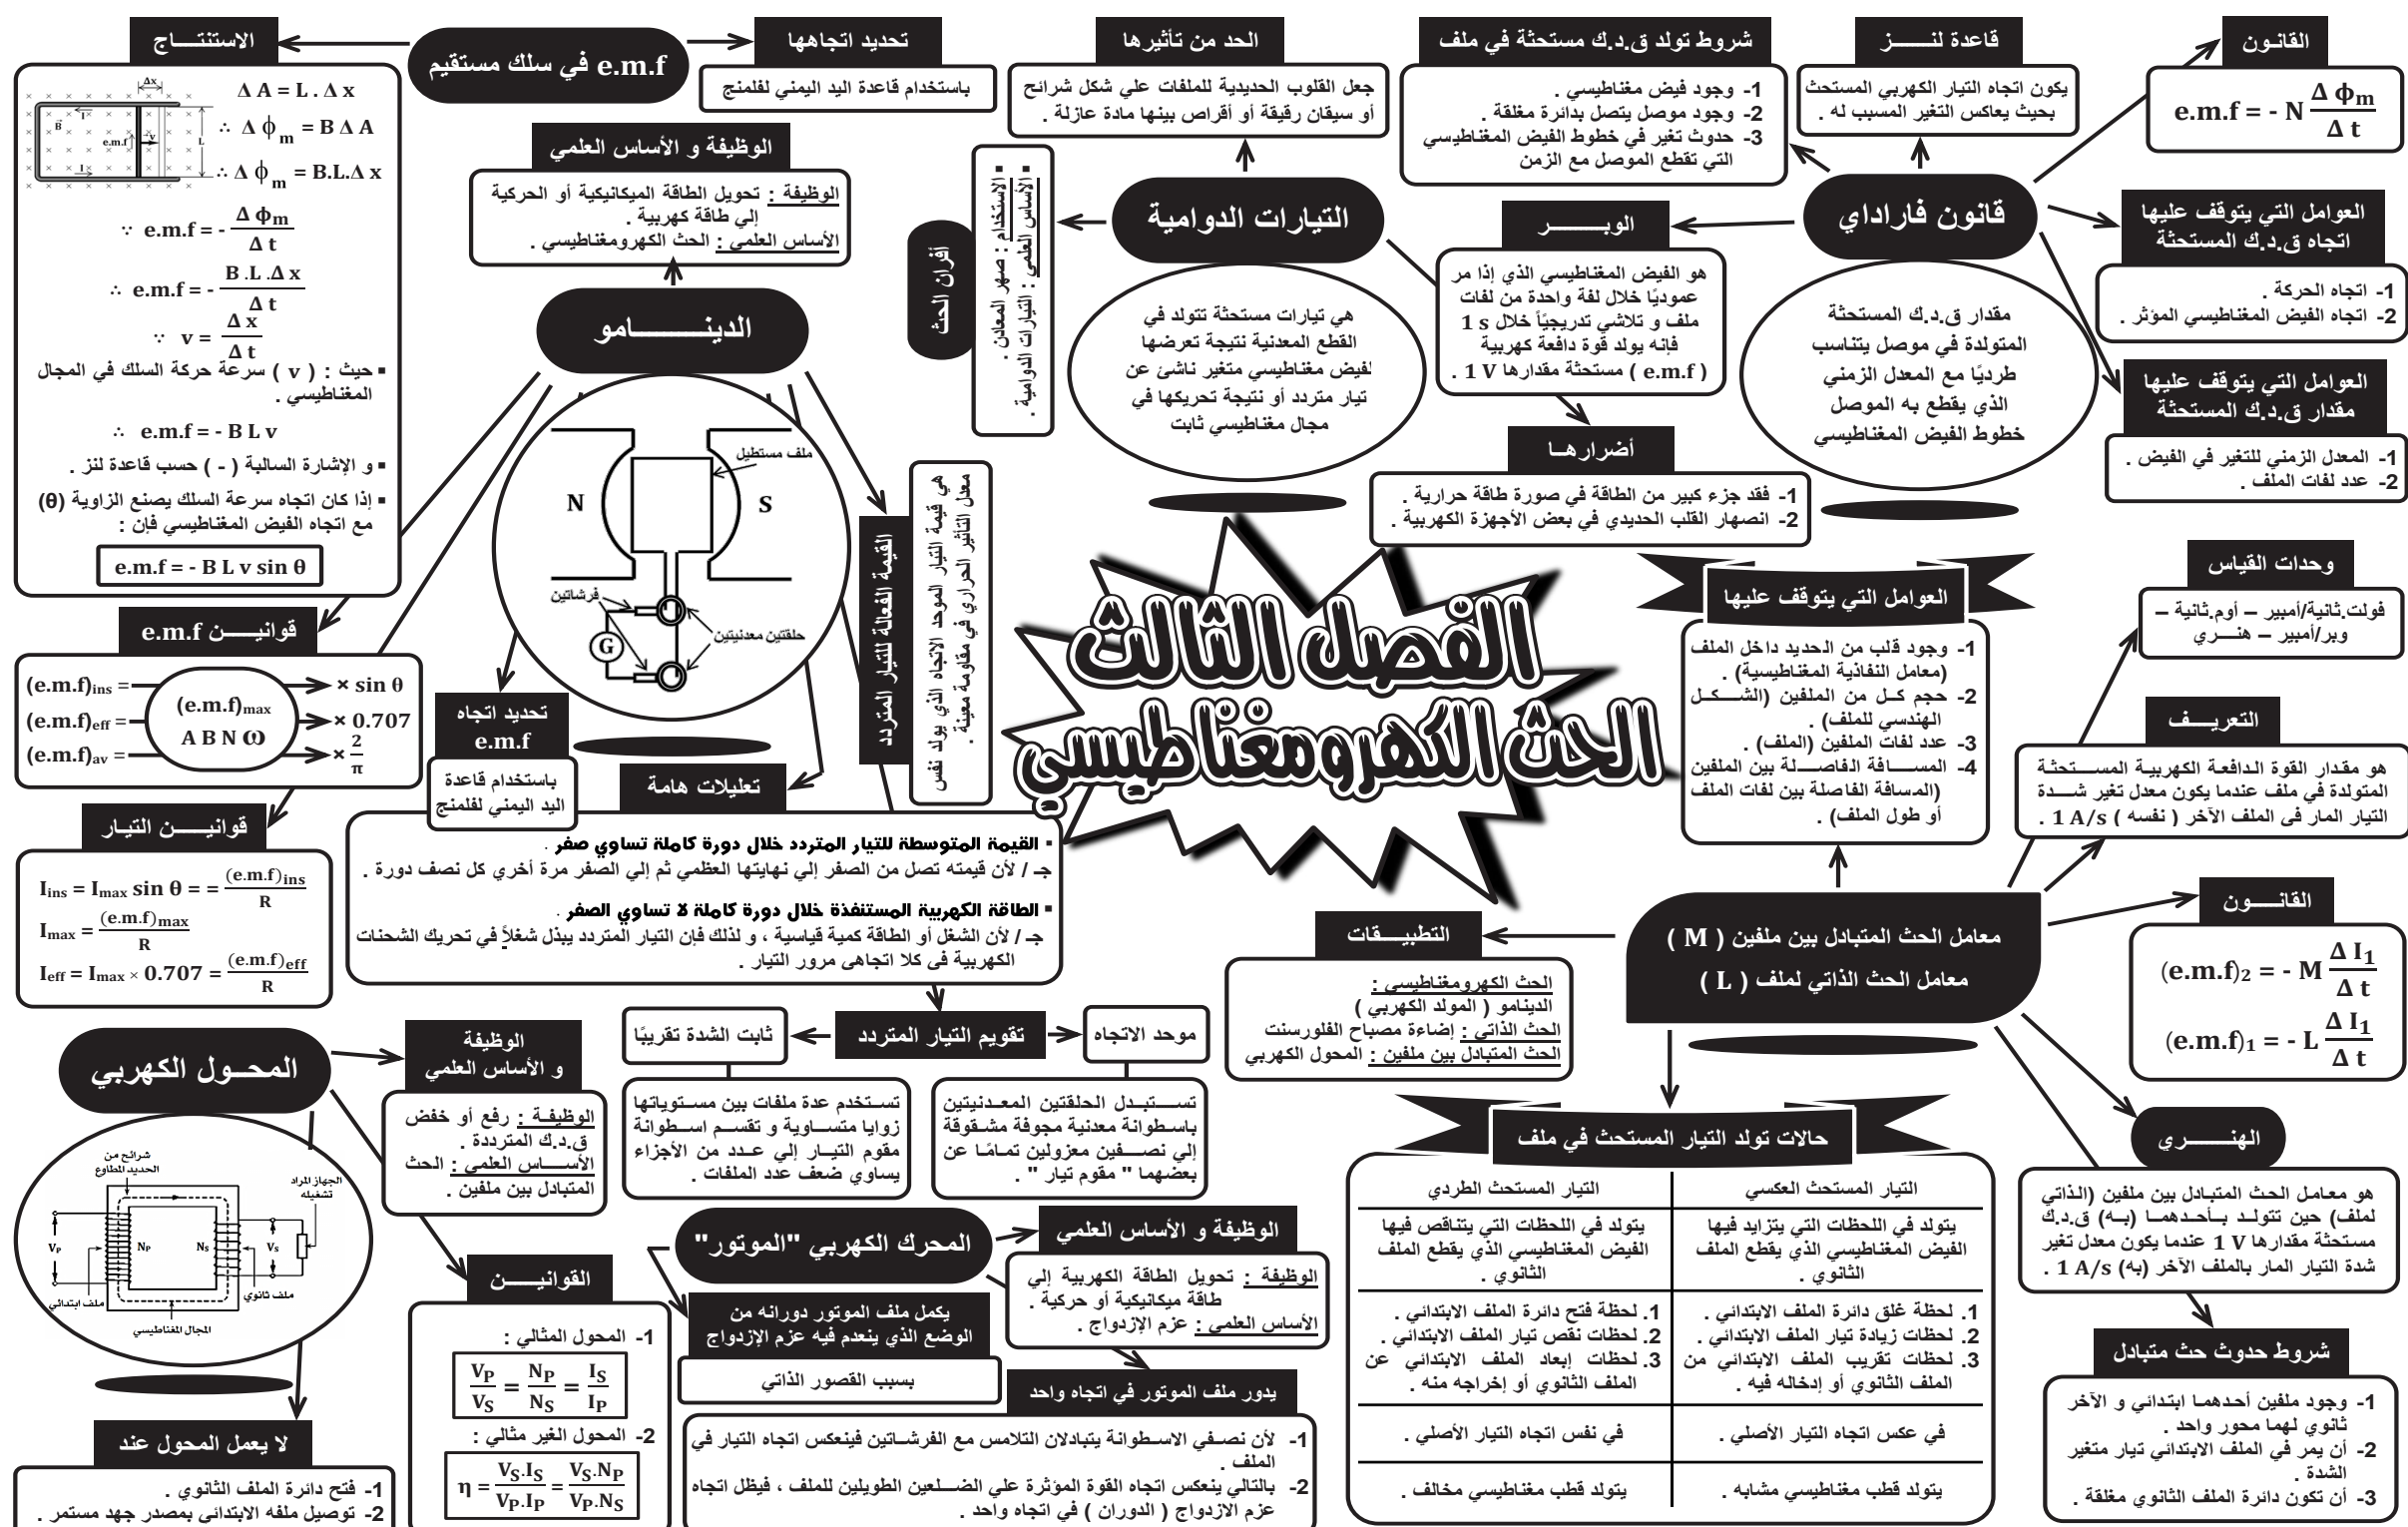 الفصل الثالث
الحث الكهرومغناطيسي
قانون فاراداي
مقدار ق.د.ك المستحثة
المتولدة في موصل يتناسب
طرديًا مع المعدل الزمني
الذي يقطع به الموصل
خطوط الفيض المغناطيسي
القانـون
e.m.f = - N Δ ϕm / Δ t
قاعدة لنــــــز
يكون اتجاه التيار الكهربي المستحث
بحيث يعاكس التغير المسبب له .
شروط تولد ق.د.ك مستحثة في ملف
1- وجود فيض مغناطيسي .
2- وجود موصل يتصل بدائرة مغلقة .
3- حدوث تغير في خطوط الفيض المغناطيسي
التي تقطع الموصل مع الزمن
العوامل التي يتوقف عليها
اتجاه ق.د.ك المستحثة
1- اتجاه الحركة .
2- اتجاه الفيض المغناطيسي المؤثر .
العوامل التي يتوقف عليها
مقدار ق.د.ك المستحثة
1- المعدل الزمني للتغير في الفيض .
2- عدد لفات الملف .
الوبـــــــــر
هو الفيض المغناطيسي الذي إذا مر
عموديًا خلال لفة واحدة من لفات
ملف و تلاشي تدريجيًاً خلال 1 s
فإنه يولد قوة دافعة كهربية
( e.m.f ) مستحثة مقدارها 1 V .
التيارات الدوامية
هي تيارات مستحثة تتولد في
القطع المعدنية نتيجة تعرضها
لفيض مغناطيسي متغير ناشئ عن
تيار متردد أو نتيجة تحريكها في
مجال مغناطيسي ثابت
الحد من تأثيرها
جعل القلوب الحديدية للملفات علي شكل شرائح
أو سيقان رقيقة أو أقراص بينها مادة عازلة .
أفران الحث
▪ الأساس العلمي : التيارات الدوامية .
▪ الاستخدام : صهر المعادن .
أضرارهــا
1- فقد جزء كبير من الطاقة في صورة طاقة حرارية .
2- انصهار القلب الحديدي في بعض الأجهزة الكهربية .
e.m.f في سلك مستقيم
تحديد اتجاهها
باستخدام قاعدة اليد اليمني لفلمنج
الاستنتــــاج
Δx
B
I
e.m.f
v
L
I
Δ A = L . Δ x
∴ Δ ϕm = B Δ A
∴ Δ ϕm = B.L.Δ x
∵ e.m.f = - Δ ϕm / Δ t
∴ e.m.f = - B .L .Δ x / Δ t
∵ v = Δ x / Δ t
▪ حيث : ( v ) سرعة حركة السلك في المجال
المغناطيسي .
∴ e.m.f = - B L v
▪ و الإشارة السالبة ( - ) حسب قاعدة لنز .
▪ إذا كان اتجاه سرعة السلك يصنع الزاوية (θ)
مع اتجاه الفيض المغناطيسي فإن :
e.m.f = - B L v sin θ
الدينـــــــــامو
الوظيفة و الأساس العلمي
الوظيفة : تحويل الطاقة الميكانيكية أو الحركية
إلي طاقة كهربية .
الأساس العلمي : الحث الكهرومغناطيسي .
ملف مستطيل
N
S
فرشاتين
حلقتين معدنيتين
G
قوانيـــــن e.m.f
(e.m.f)ins = (e.m.f)max × sin θ
(e.m.f)eff = × 0.707
(e.m.f)av = A B N ω × 2 / π
قوانيـــــن التيـار
Iins = Imax sin θ = = (e.m.f)ins / R
Imax = (e.m.f)max / R
Ieff = Imax × 0.707 = (e.m.f)eff / R
تحديد اتجاه
e.m.f
باستخدام قاعدة
اليد اليمني لفلمنج
القيمة الفعالة للتيار المتردد
هي قيمة التيار الموحد الاتجاه الذي يولد نفس
معدل التأثير الحراري في مقاومة معينة .
تعليلات هامة
▪ القيمة المتوسطة للتيار المتردد خلال دورة كاملة تساوي صفر .
جـ / لأن قيمته تصل من الصفر إلي نهايتها العظمي ثم إلي الصفر مرة أخري كل نصف دورة .
▪ الطاقة الكهربية المستنفذة خلال دورة كاملة لا تساوي الصفر .
جـ / لأن الشغل أو الطاقة كمية قياسية ، و لذلك فإن التيار المتردد يبذل شغلاً في تحريك الشحنات
الكهربية فى كلا اتجاهى مرور التيار .
تقويم التيار المتردد
موحد الاتجاه
تستبدل الحلقتين المعدنيتين
باسطوانة معدنية مجوفة مشقوقة
إلي نصفين معزولين تمامًا عن
بعضهما " مقوم تيار " .
ثابت الشدة تقريبًا
تستخدم عدة ملفات بين مستوياتها
زوايا متساوية و تقسم اسطوانة
مقوم التيار إلي عدد من الأجزاء
يساوي ضعف عدد الملفات .
معامل الحث المتبادل بين ملفين ( M )
معامل الحث الذاتي لملف ( L )
العوامل التي يتوقف عليها
1- وجود قالب من الحديد داخل الملف
(معامل النفاذية المغناطيسية) .
2- حجم كل من الملفين (الشكل
الهندسي للملف) .
3- عدد لفات الملفين (الملف) .
4- المسافة الفاصلة بين الملفين
(المسافة الفاصلة بين لفات الملف
أو طول الملف) .
وحدات القياس
فولت.ثانية/أمبير – أوم.ثانية –
وبر/أمبير – هنـــري
التعريـــف
هو مقدار القوة الدافعة الكهربية المستحثة
المتولدة في ملف عندما يكون معدل تغير شدة
التيار المار فى الملف الآخر ( نفسه ) 1 A/s .
القانـــــون
(e.m.f)2 = - M Δ I1 / Δ t
(e.m.f)1 = - L Δ I1 / Δ t
التطبيـــقات
الحث الكهرومغناطيسي :
الدينامو ( المولد الكهربي )
الحث الذاتي : إضاءة مصباح الفلورسنت
الحث المتبادل بين ملفين : المحول الكهربي
الهنـــــري
هو معامل الحث المتبادل بين ملفين (الذاتي
لملف) حين تتولد بأحدهما (به) ق.د.ك
مستحثة مقدارها 1 V عندما يكون معدل تغير
شدة التيار المار بالملف الآخر (به) 1 A/s .
شروط حدوث حث متبادل
1- وجود ملفين أحدهما ابتدائي و الآخر
ثانوي لهما محور واحد .
2- أن يمر في الملف الابتدائي تيار متغير
الشدة .
3- أن تكون دائرة الملف الثانوي مغلقة .
حالات تولد التيار المستحث في ملف
التيار المستحث العكسي
التيار المستحث الطردي
يتولد في اللحظات التي يتزايد فيها
الفيض المغناطيسي الذي يقطع الملف
الثانوي .
يتولد في اللحظات التي يتناقص فيها
الفيض المغناطيسي الذي يقطع الملف
الثانوي .
1. لحظة غلق دائرة الملف الابتدائي .
2. لحظات زيادة تيار الملف الابتدائي .
3. لحظات تقريب الملف الابتدائي من
الملف الثانوي أو إدخاله فيه .
1. لحظة فتح دائرة الملف الابتدائي .
2. لحظات نقص تيار الملف الابتدائي .
3. لحظات إبعاد الملف الابتدائي عن
الملف الثانوي أو إخراجه منه .
في عكس اتجاه التيار الأصلي .
في نفس اتجاه التيار الأصلي .
يتولد قطب مغناطيسي مشابه .
يتولد قطب مغناطيسي مخالف .
المحرك الكهربي "الموتور"
الوظيفة و الأساس العلمي
الوظيفة : تحويل الطاقة الكهربية إلي
طاقة ميكانيكية أو حركية .
الأساس العلمي : عزم الإزدواج .
يكمل ملف الموتور دورانه من
الوضع الذي ينعدم فيه عزم الإزدواج
بسبب القصور الذاتي
يدور ملف الموتور في اتجاه واحد
1- لأن نصفي الاسطوانة يتبادلان التلامس مع الفرشاتين فينعكس اتجاه التيار في
الملف .
2- بالتالي ينعكس اتجاه القوة المؤثرة علي الضلعين الطويلين للملف ، فيظل اتجاه
عزم الازدواج ( الدوران ) في اتجاه واحد .
المحــول الكهربي
الوظيفة
و الأساس العلمي
الوظيفة : رفع أو خفض
ق.د.ك المترددة .
الأساس العلمي : الحث
المتبادل بين ملفين .
شرائح من
الحديد المطاوع
الجهاز المراد
تشغيله
VP
NP
NS
VS
ملف ابتدائي
ملف ثانوي
المجال المغناطيسي
القوانيـــــن
1- المحول المثالي :
VP / VS = NP / NS = IS / IP
2- المحول الغير مثالي :
η = VS.IS / VP.IP = VS.NP / VP.NS
لا يعمل المحول عند
1- فتح دائرة الملف الثانوي .
2- توصيل ملفه الابتدائي بمصدر جهد مستمر .